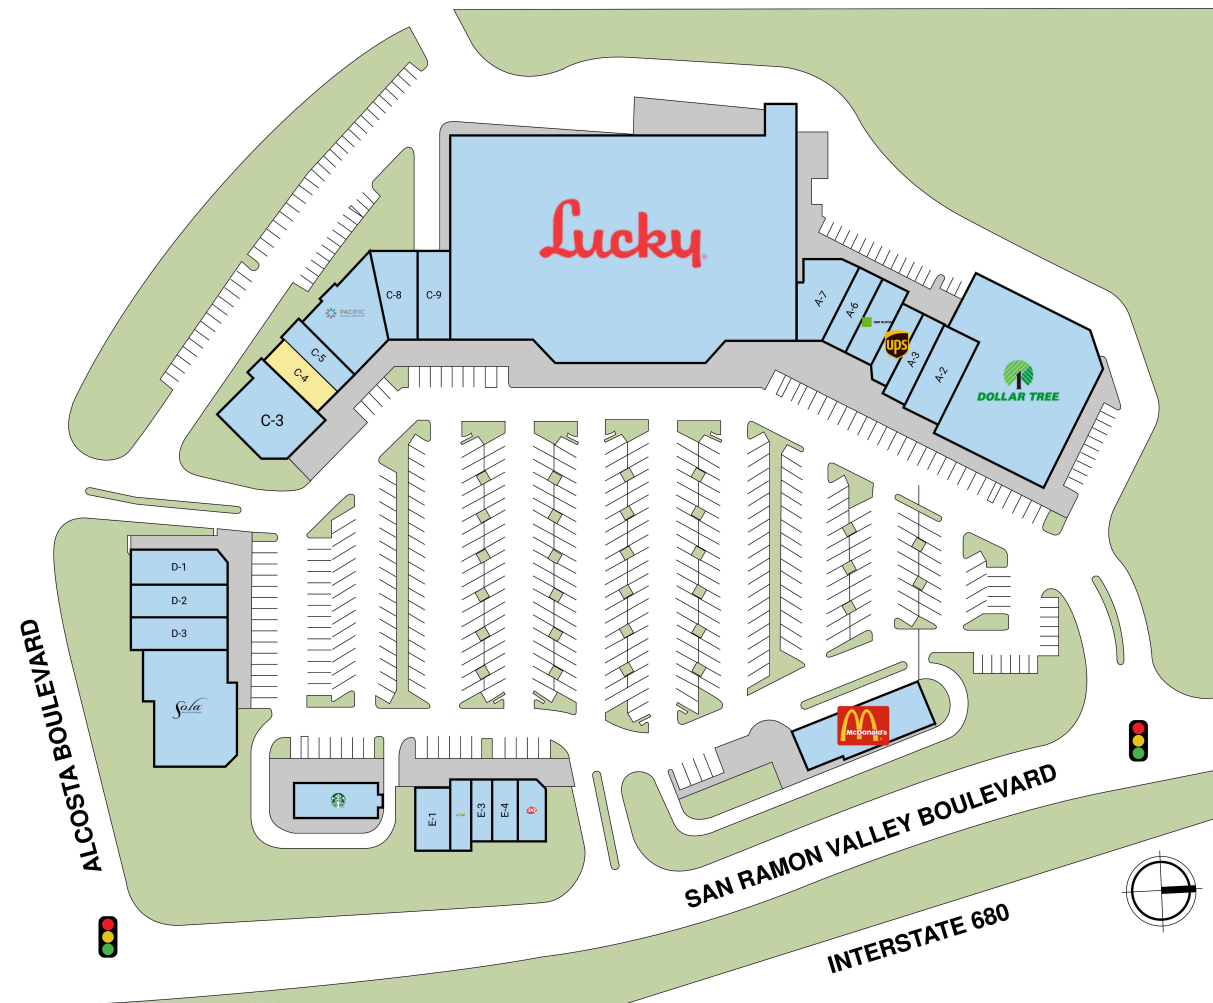 Lucky
C-8
C-9
A-7
A-6
PACIFIC
C-5
ups
A-3
C-4
A-2
DOLLAR TREE
C-3
D-1
D-2
D-3
Sola
McDonald's
E-1
E-3
E-4
ALCOSTA BOULEVARD
SAN RAMON VALLEY BOULEVARD
INTERSTATE 680